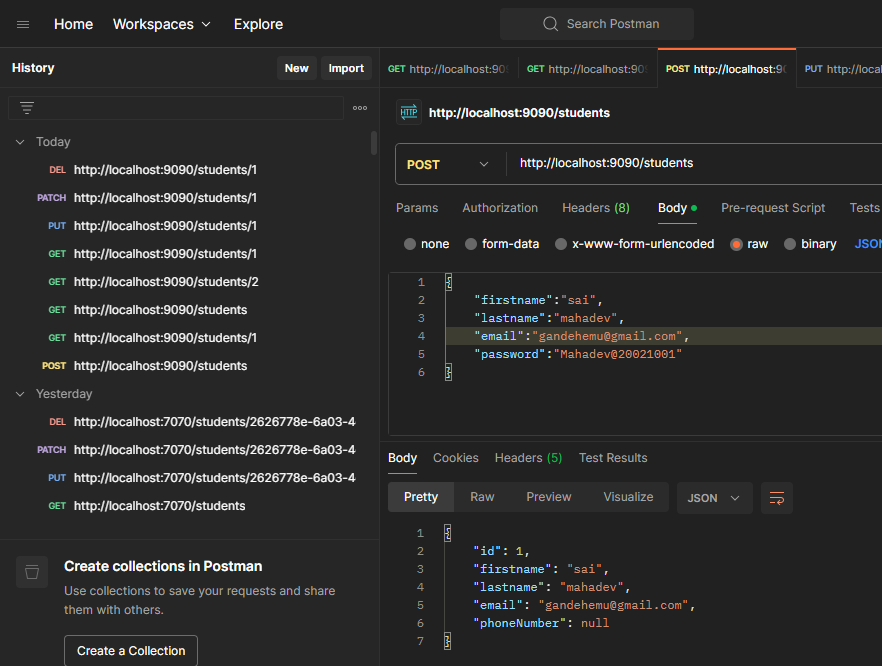 Home Workspaces Explore Search Postman
History New Import
GET http://localhost:909 GET http://localhost:909 POST http://localhost:90 PUT http://local
HTTP http://localhost:9090/students
Today
DEL http://localhost:9090/students/1
PATCH http://localhost:9090/students/1
PUT http://localhost:9090/students/1
GET http://localhost:9090/students/1
GET http://localhost:9090/students/2
GET http://localhost:9090/students
GET http://localhost:9090/students/1
POST http://localhost:9090/students
Yesterday
DEL http://localhost:7070/students/2626778e-6a03-4
PATCH http://localhost:7070/students/2626778e-6a03-4
PUT http://localhost:7070/students/2626778e-6a03-4
GET http://localhost:7070/students
Create collections in Postman
Use collections to save your requests and share
them with others.
Create a Collection
POST http://localhost:9090/students
Params Authorization Headers (8) Body Pre-request Script Tests
none form-data x-www-form-urlencoded raw binary JSON
1 {
2 "firstname":"sai",
3 "lastname":"mahadev",
4 "email":"gandehemu@gmail.com",
5 "password":"Mahadev@20021001"
6 }
Body Cookies Headers (5) Test Results
Pretty Raw Preview Visualize JSON
1 {
2 "id": 1,
3 "firstname": "sai",
4 "lastname": "mahadev",
5 "email": "gandehemu@gmail.com",
6 "phoneNumber": null
7 }